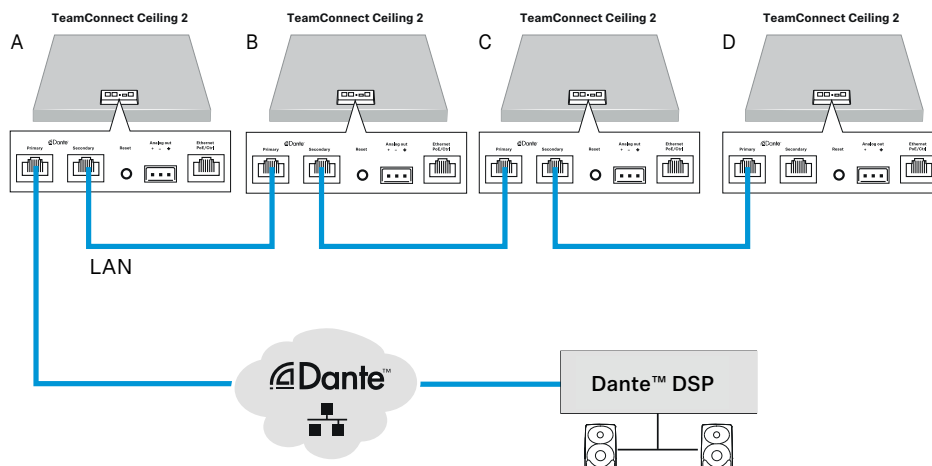 TeamConnect Ceiling 2
TeamConnect Ceiling 2
TeamConnect Ceiling 2
TeamConnect Ceiling 2
A
B
C
D
Dante Analog out Ethernet
Primary Secondary Reset + - ⏚ PoE/Ctrl
Dante Analog out Ethernet
Primary Secondary Reset + - ⏚ PoE/Ctrl
Dante Analog out Ethernet
Primary Secondary Reset + - ⏚ PoE/Ctrl
Dante Analog out Ethernet
Primary Secondary Reset + - ⏚ PoE/Ctrl
LAN
Dante™
Dante™ DSP